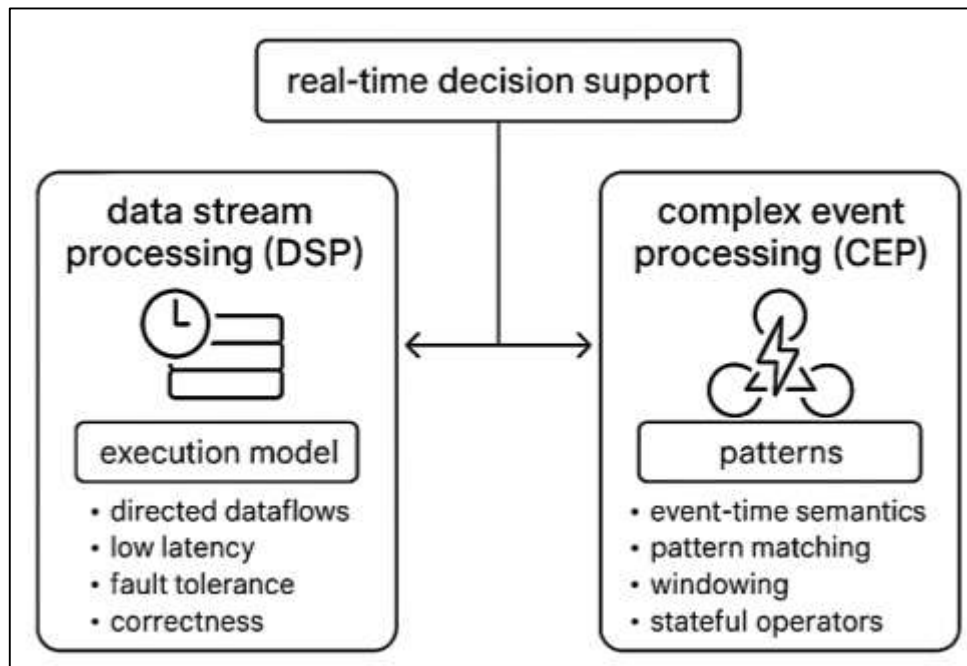 real-time decision support
data stream
processing (DSP)
execution model
• directed dataflows
• low latency
• fault tolerance
• correctness
complex event
processing (CEP)
patterns
• event-time semantics
• pattern matching
• windowing
• stateful operators